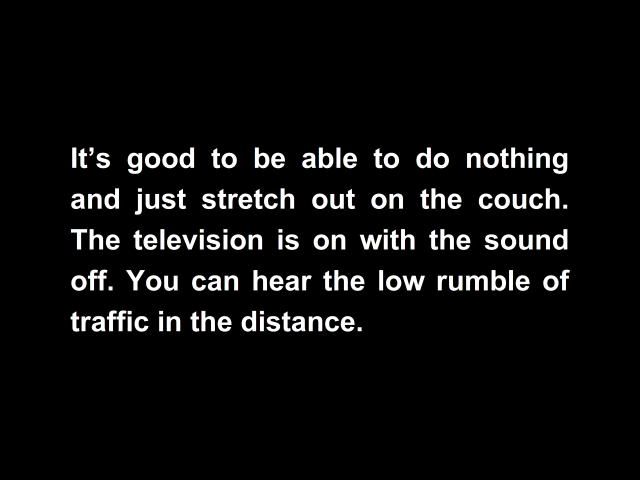 It’s good to be able to do nothing
and just stretch out on the couch.
The television is on with the sound
off. You can hear the low rumble of
traffic in the distance.